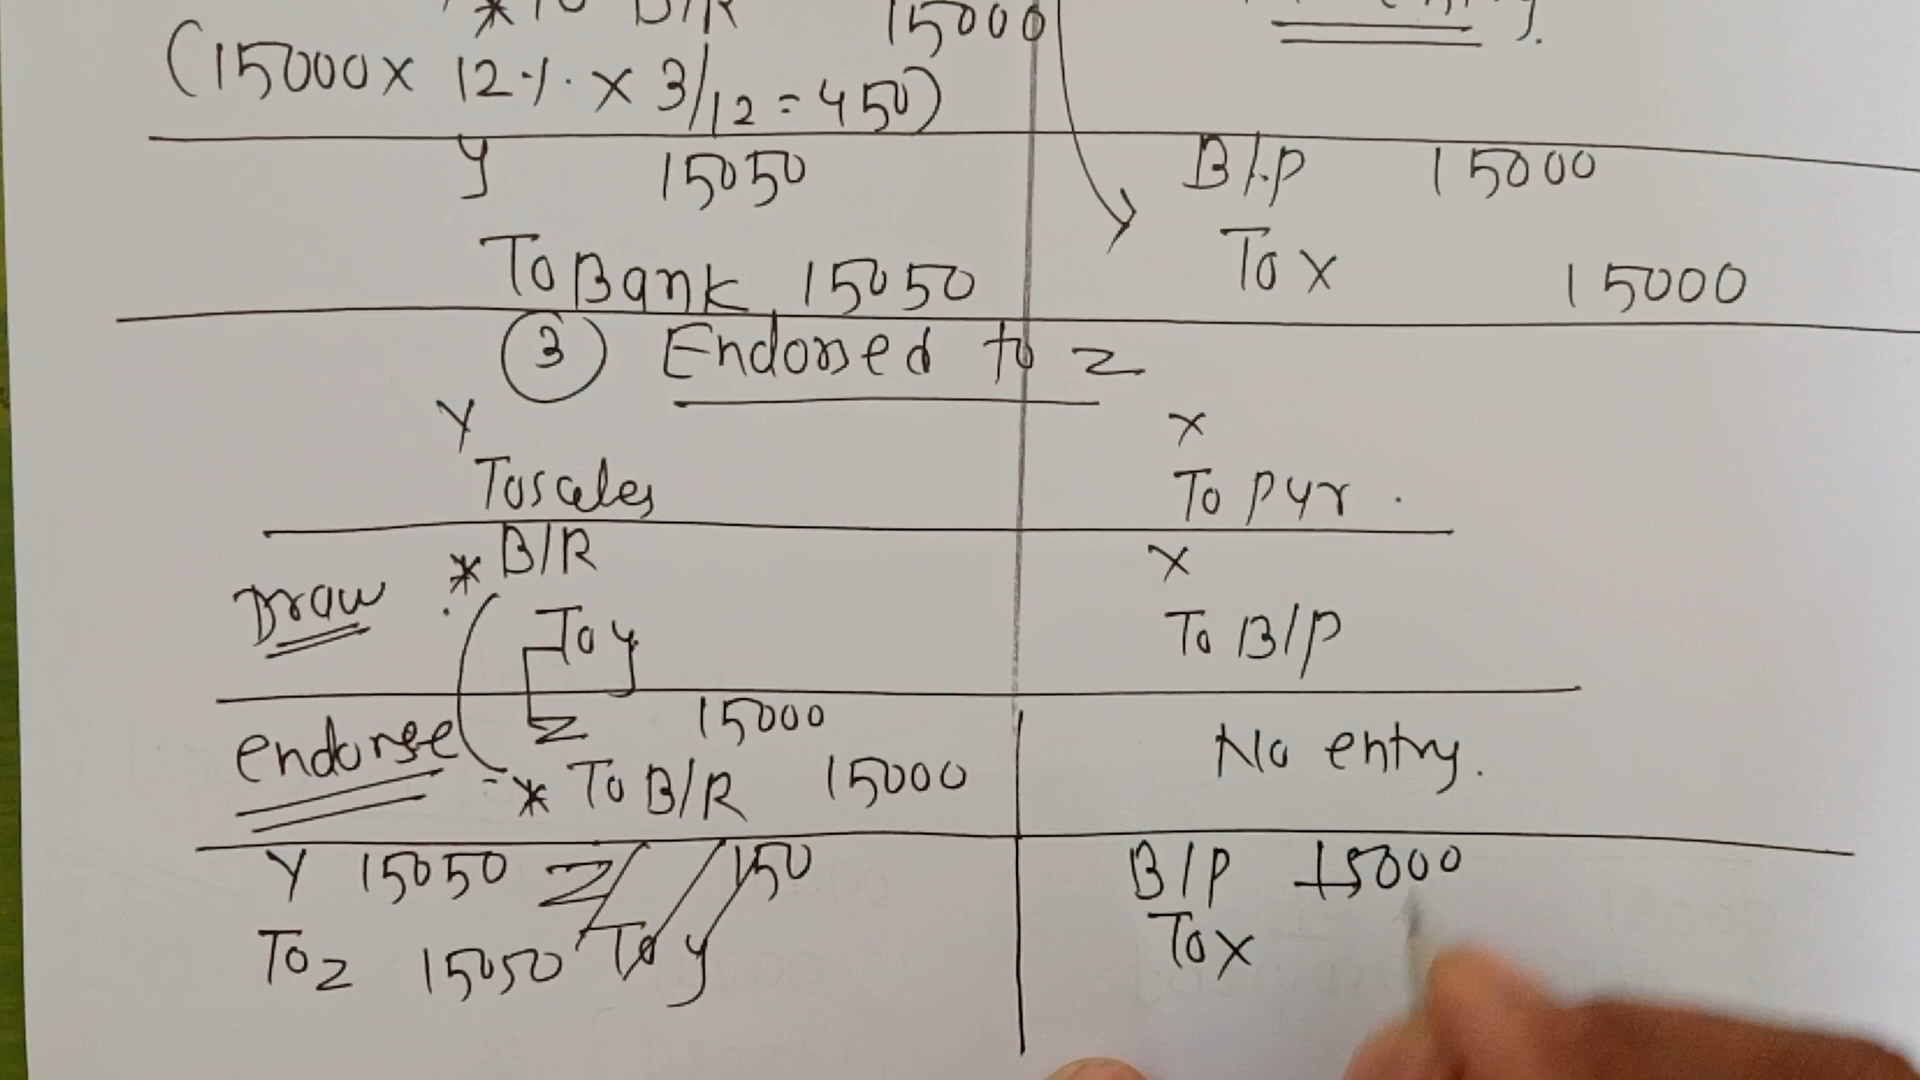 * To B/R 15000
(15000 x 12 %. x 3/12 = 450)
Y 15050
To Bank 15050
B/P 15000
To X 15000
③ Endorsed to Z
Y
To sales
X
To pur.
Draw * B/R
To Y
X
To B/P
endorse Z 15000
* To B/R 15000
No entry.
Y 15050 Z 150
To Z 15050 To Y
B/P 15000
To X